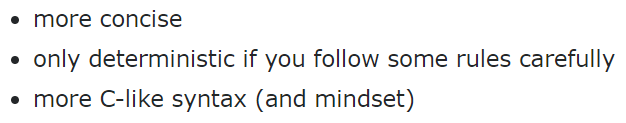 • more concise
• only deterministic if you follow some rules carefully
• more C-like syntax (and mindset)